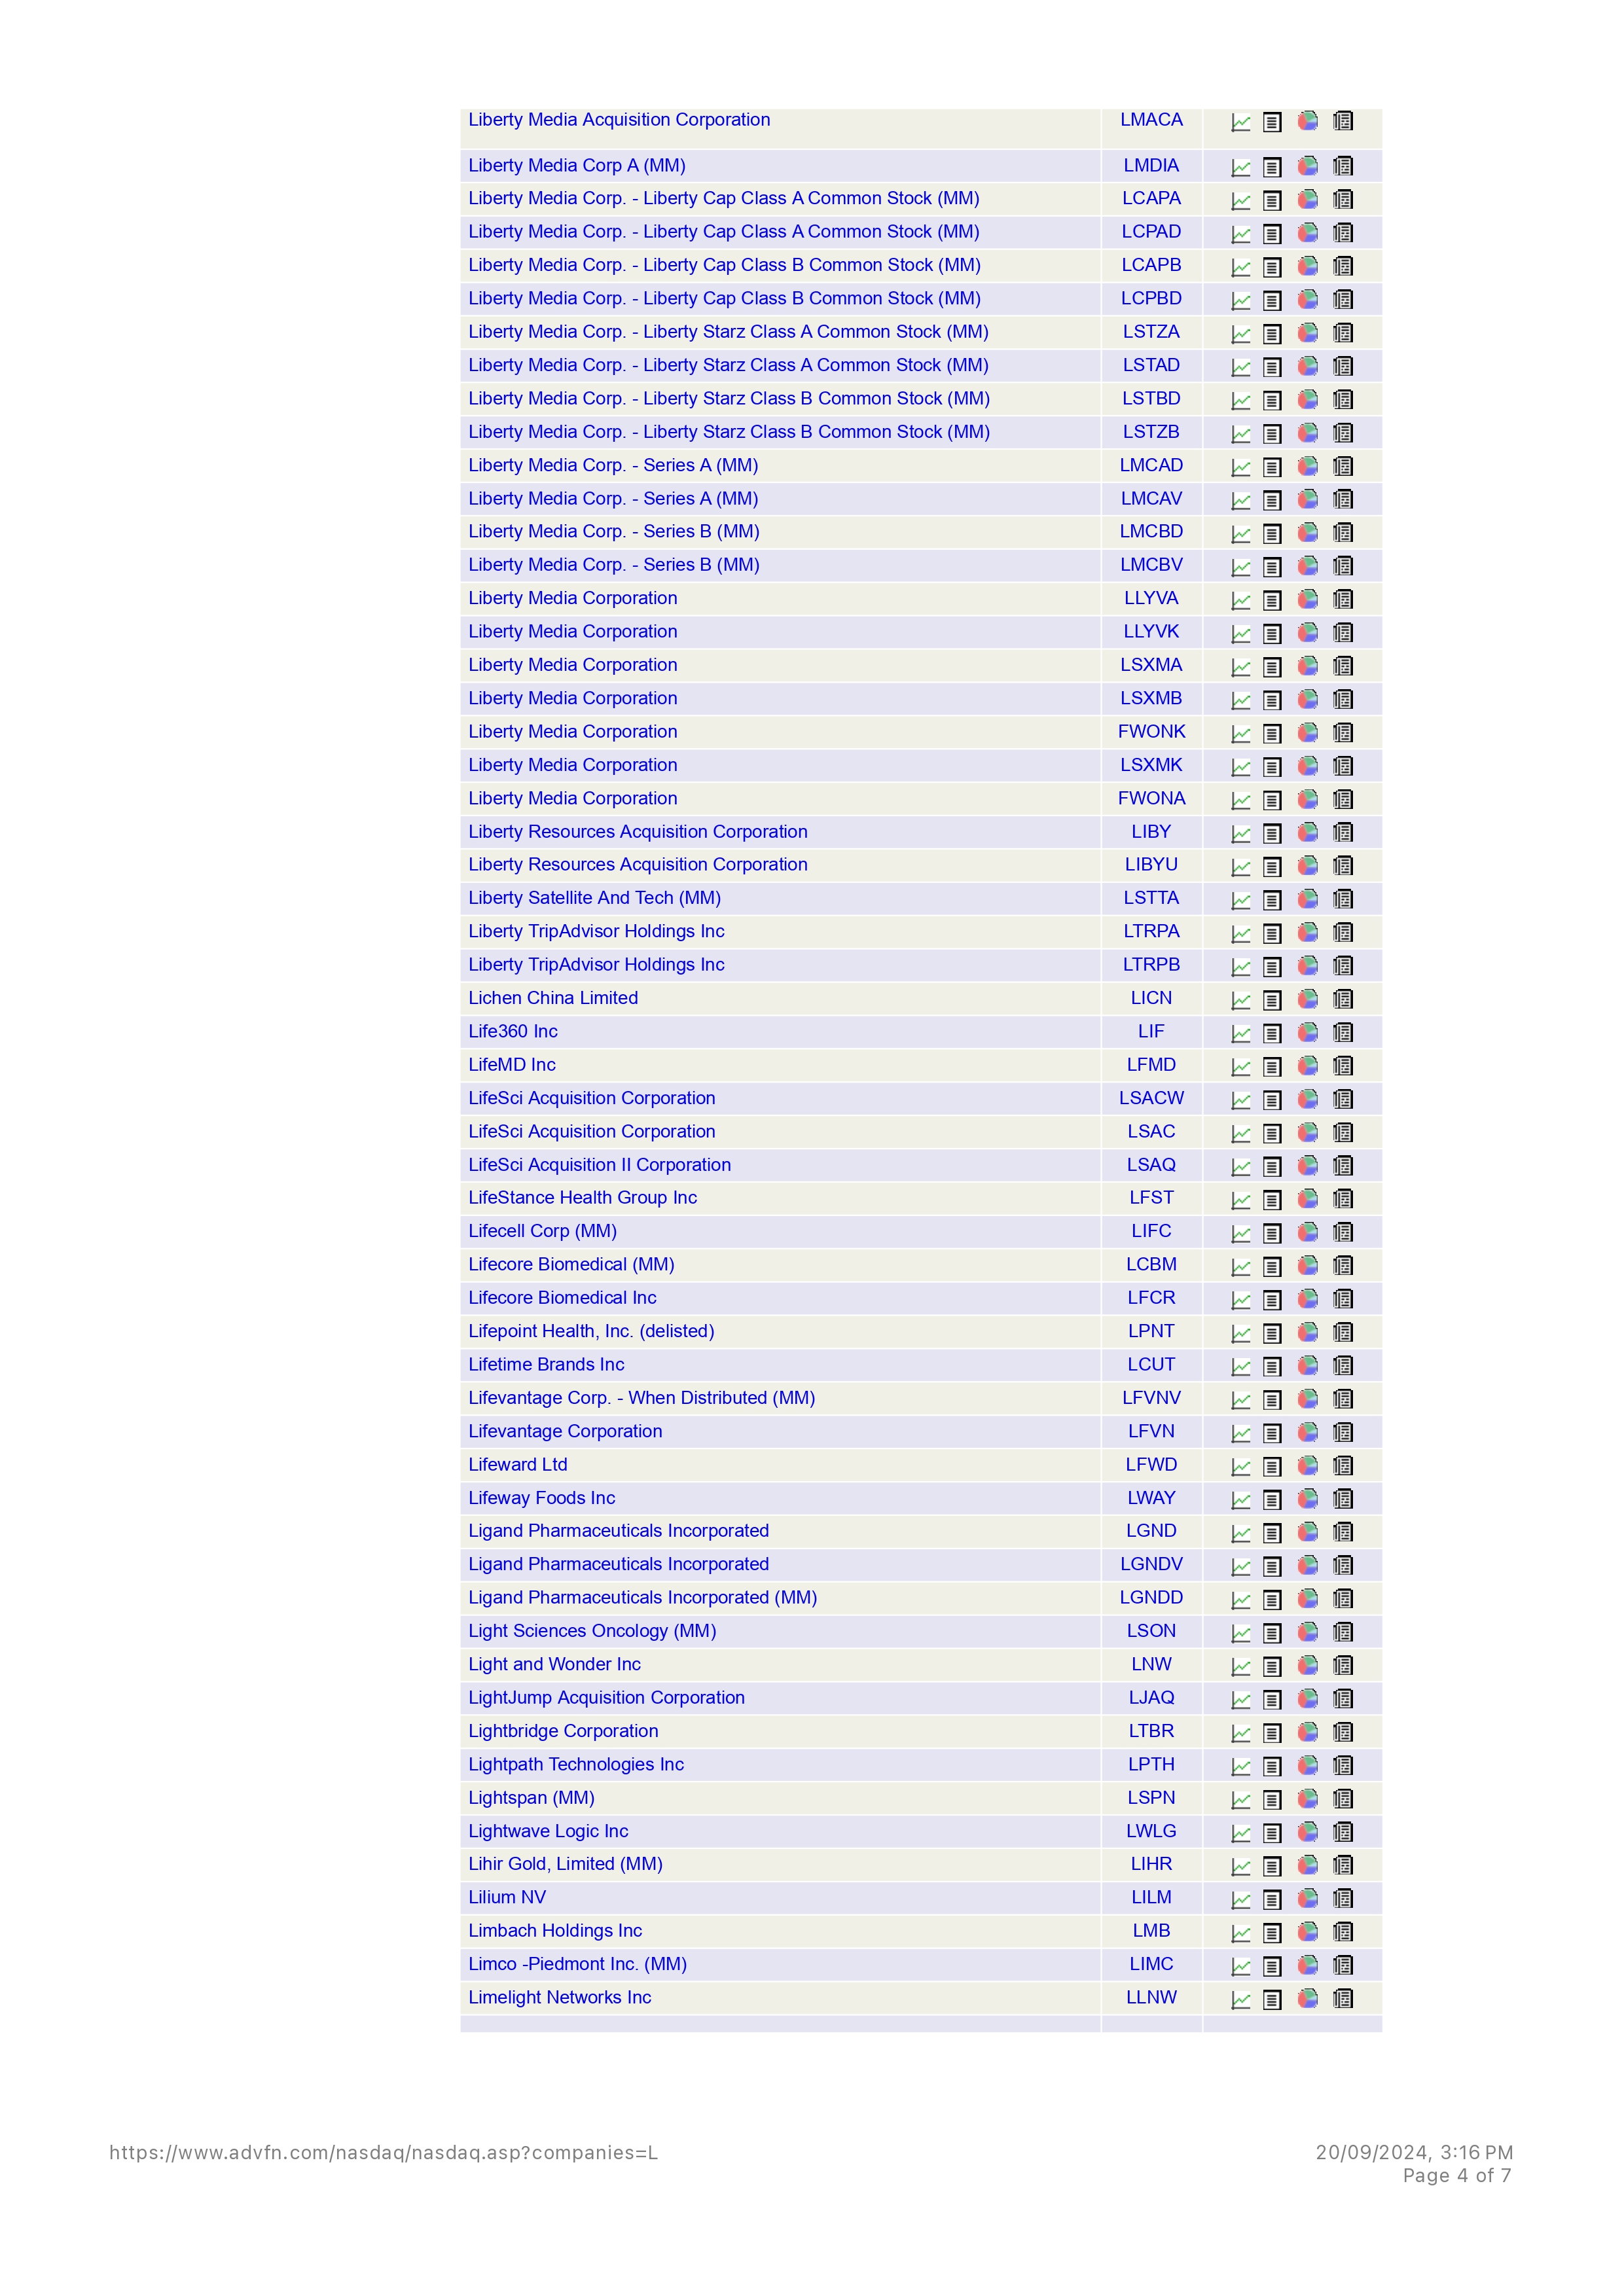 Liberty Media Acquisition Corporation LMACA
Liberty Media Corp A (MM) LMDIA
Liberty Media Corp. - Liberty Cap Class A Common Stock (MM) LCAPA
Liberty Media Corp. - Liberty Cap Class A Common Stock (MM) LCPAD
Liberty Media Corp. - Liberty Cap Class B Common Stock (MM) LCAPB
Liberty Media Corp. - Liberty Cap Class B Common Stock (MM) LCPBD
Liberty Media Corp. - Liberty Starz Class A Common Stock (MM) LSTZA
Liberty Media Corp. - Liberty Starz Class A Common Stock (MM) LSTAD
Liberty Media Corp. - Liberty Starz Class B Common Stock (MM) LSTBD
Liberty Media Corp. - Liberty Starz Class B Common Stock (MM) LSTZB
Liberty Media Corp. - Series A (MM) LMCAD
Liberty Media Corp. - Series A (MM) LMCAV
Liberty Media Corp. - Series B (MM) LMCBD
Liberty Media Corp. - Series B (MM) LMCBV
Liberty Media Corporation LLYVA
Liberty Media Corporation LLYVK
Liberty Media Corporation LSXMA
Liberty Media Corporation LSXMB
Liberty Media Corporation FWONK
Liberty Media Corporation LSXMK
Liberty Media Corporation FWONA
Liberty Resources Acquisition Corporation LIBY
Liberty Resources Acquisition Corporation LIBYU
Liberty Satellite And Tech (MM) LSTTA
Liberty TripAdvisor Holdings Inc LTRPA
Liberty TripAdvisor Holdings Inc LTRPB
Lichen China Limited LICN
Life360 Inc LIF
LifeMD Inc LFMD
LifeSci Acquisition Corporation LSACW
LifeSci Acquisition Corporation LSAC
LifeSci Acquisition II Corporation LSAQ
LifeStance Health Group Inc LFST
Lifecell Corp (MM) LIFC
Lifecore Biomedical (MM) LCBM
Lifecore Biomedical Inc LFCR
Lifepoint Health, Inc. (delisted) LPNT
Lifetime Brands Inc LCUT
Lifevantage Corp. - When Distributed (MM) LFVNV
Lifevantage Corporation LFVN
Lifeward Ltd LFWD
Lifeway Foods Inc LWAY
Ligand Pharmaceuticals Incorporated LGND
Ligand Pharmaceuticals Incorporated LGNDV
Ligand Pharmaceuticals Incorporated (MM) LGNDD
Light Sciences Oncology (MM) LSON
Light and Wonder Inc LNW
LightJump Acquisition Corporation LJAQ
Lightbridge Corporation LTBR
Lightpath Technologies Inc LPTH
Lightspan (MM) LSPN
Lightwave Logic Inc LWLG
Lihir Gold, Limited (MM) LIHR
Lilium NV LILM
Limbach Holdings Inc LMB
Limco -Piedmont Inc. (MM) LIMC
Limelight Networks Inc LLNW
https://www.advfn.com/nasdaq/nasdaq.asp?companies=L 20/09/2024, 3:16 PM
Page 4 of 7